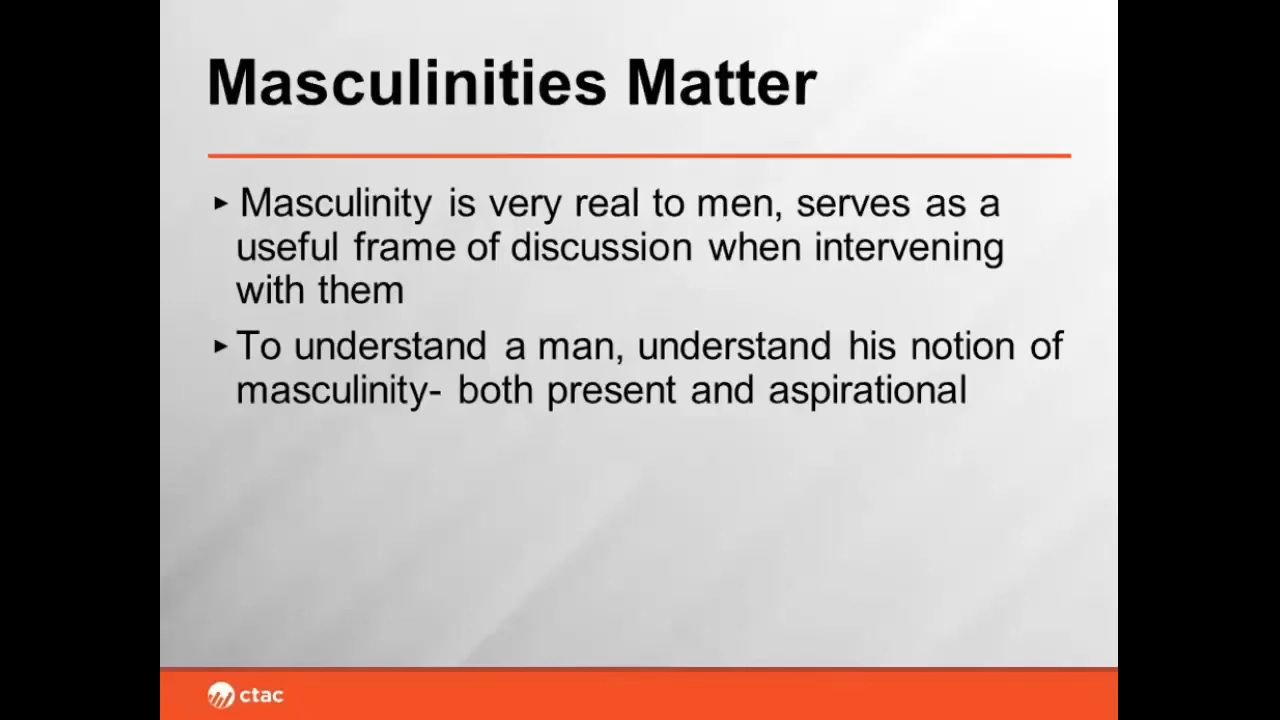 Masculinities Matter
▸ Masculinity is very real to men, serves as a
useful frame of discussion when intervening
with them
▸ To understand a man, understand his notion of
masculinity- both present and aspirational
ctac